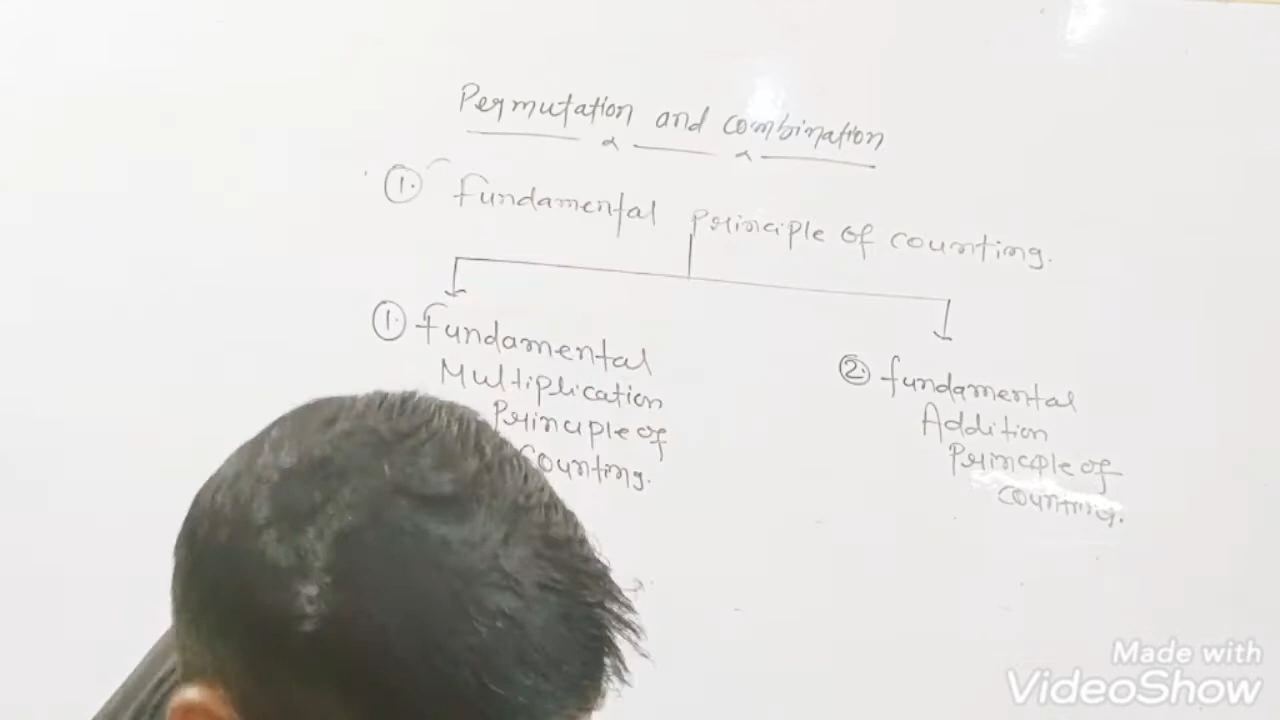 Permutation and combination
①. fundamental principle of counting.
①. fundamental
Multiplication
Principle of
Counting.
② fundamental
Addition
Principle of
counting.
Made with
VideoShow